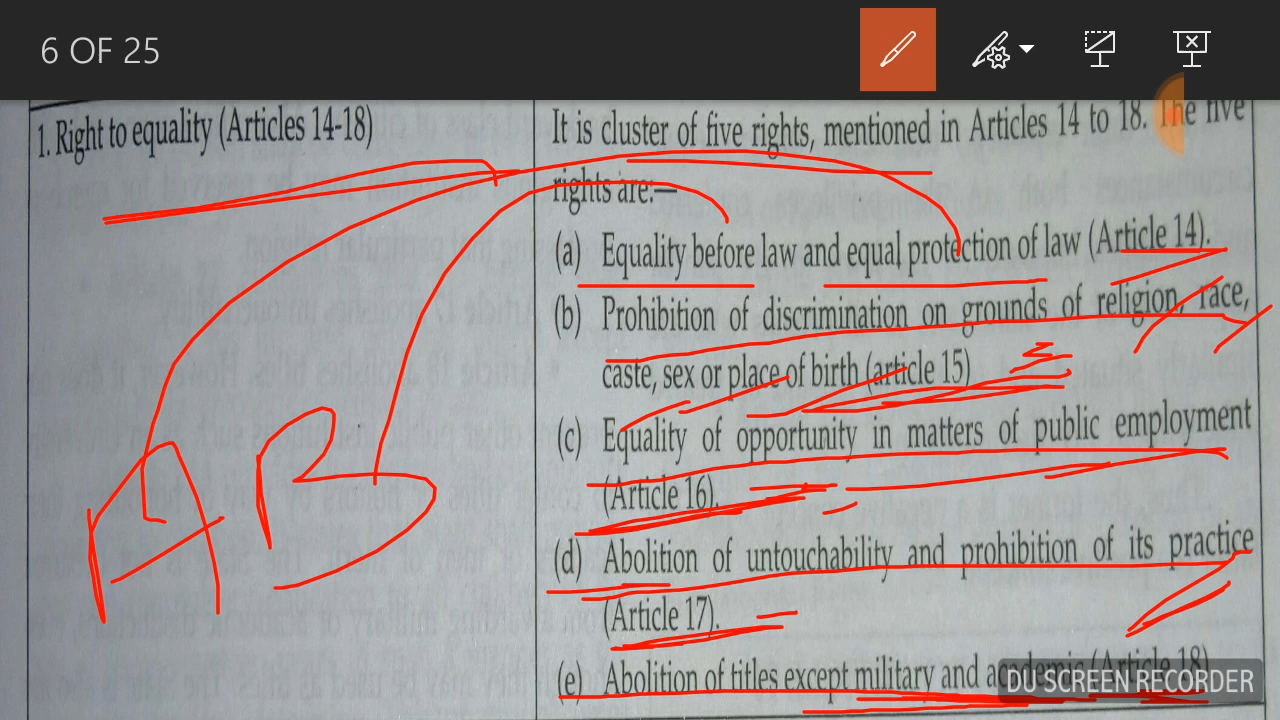 6 OF 25
1. Right to equality (Articles 14-18)
It is cluster of five rights, mentioned in Articles 14 to 18. The five
rights are:—
(a) Equality before law and equal protection of law (Article 14).
(b) Prohibition of discrimination on grounds of religion, race,
caste, sex or place of birth (article 15)
(c) Equality of opportunity in matters of public employment
(Article 16).
(d) Abolition of untouchability and prohibition of its practice
(Article 17).
(e) Abolition of titles except military and academic (Article 18)
A B
DU SCREEN RECORDER